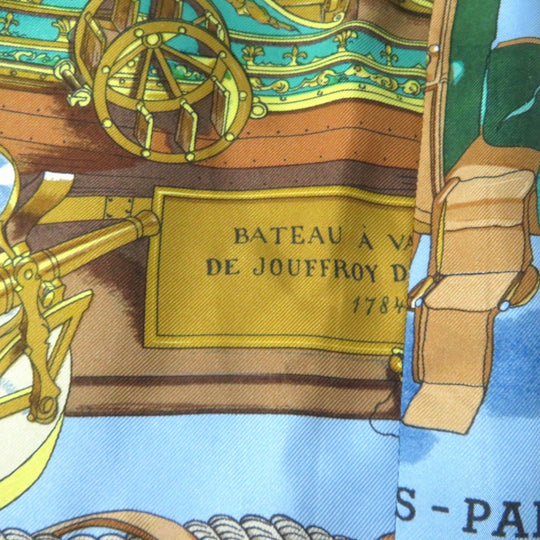 BATEAU À VA
DE JOUFFROY D
1784
S - PA